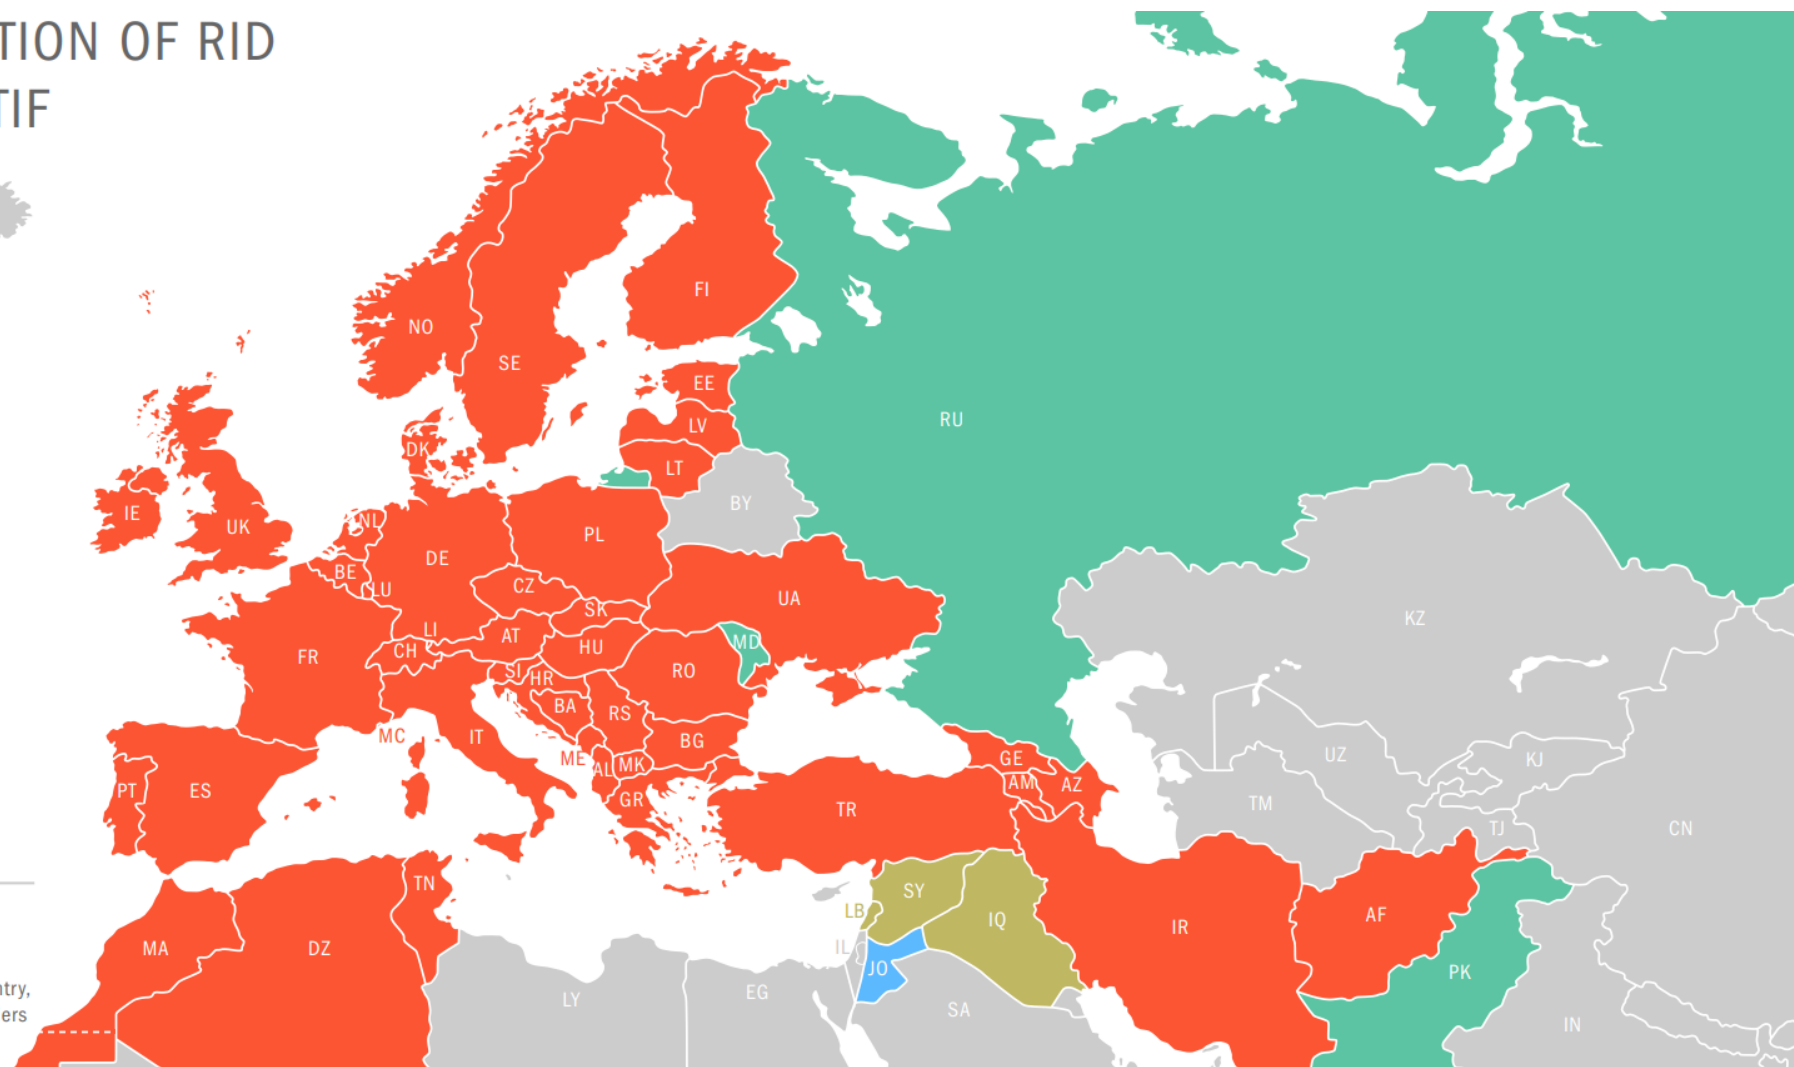 TION OF RID
TIF
NO
SE
FI
EE
LV
LT
DK
RU
IE
UK
NL
BE
LU
DE
PL
BY
CZ
SK
UA
LI
CH
AT
HU
MD
FR
SI
HR
RO
KZ
BA
RS
MC
IT
ME
AL
MK
BG
GE
AM
AZ
UZ
KJ
PT
ES
GR
TR
TM
TJ
CN
TN
SY
LB
IQ
AF
MA
DZ
IL
JO
IR
PK
LY
EG
SA
IN
ntry,
ers